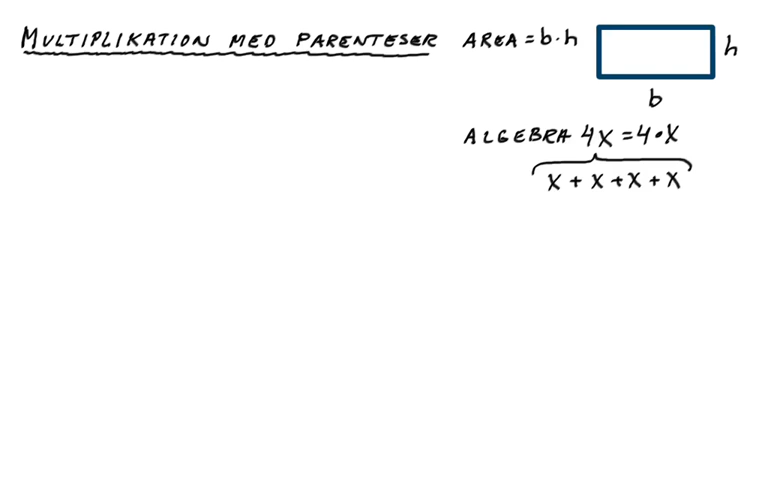 MULTIPLIKATION MED PARENTESER
AREA = b·h
h
b
ALGEBRA 4x = 4·x
x + x + x + x